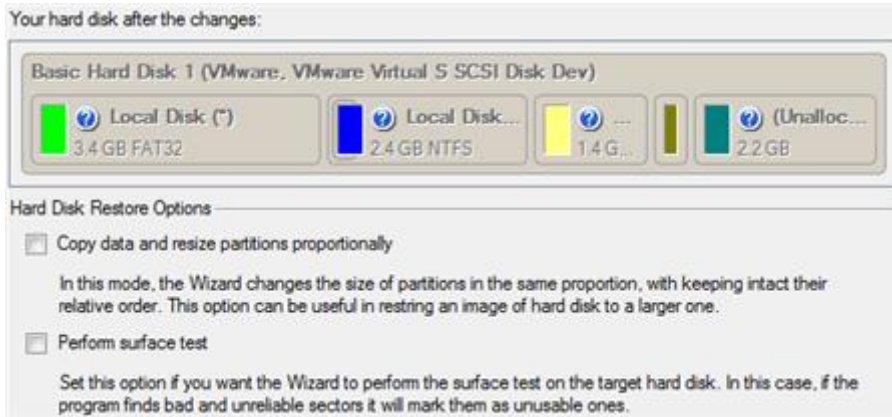 Your hard disk after the changes:
Basic Hard Disk 1 (VMware, VMware Virtual S SCSI Disk Dev)
Local Disk (*)
3.4 GB FAT32
Local Disk...
2.4 GB NTFS
...
1.4 G...
(Unalloc...
2.2 GB
Hard Disk Restore Options
Copy data and resize partitions proportionally
In this mode, the Wizard changes the size of partitions in the same proportion, with keeping intact their
relative order. This option can be useful in restring an image of hard disk to a larger one.
Perform surface test
Set this option if you want the Wizard to perform the surface test on the target hard disk. In this case, if the
program finds bad and unreliable sectors it will mark them as unusable ones.